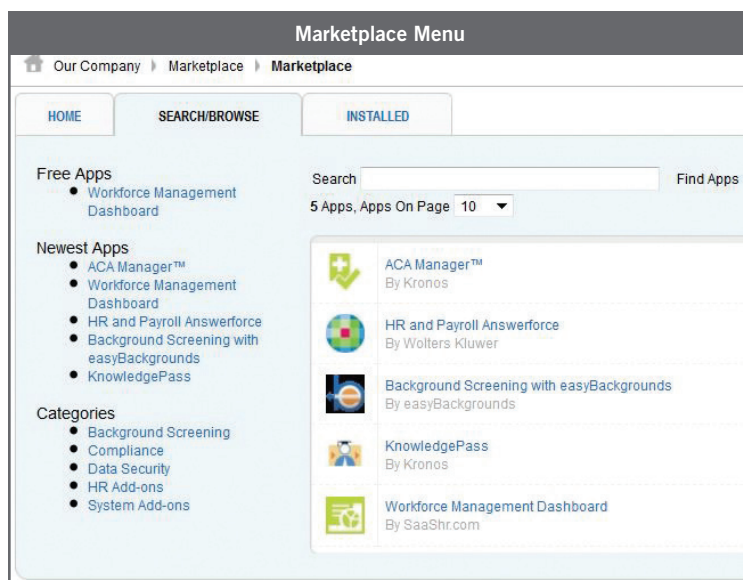 Marketplace Menu
Our Company Marketplace Marketplace
HOME SEARCH/BROWSE INSTALLED
Free Apps
Workforce Management
Dashboard
Newest Apps
ACA Manager™
Workforce Management
Dashboard
HR and Payroll Answerforce
Background Screening with
easyBackgrounds
KnowledgePass
Categories
Background Screening
Compliance
Data Security
HR Add-ons
System Add-ons
Search Find Apps
5 Apps, Apps On Page 10
ACA Manager™
By Kronos
HR and Payroll Answerforce
By Wolters Kluwer
Background Screening with easyBackgrounds
By easyBackgrounds
KnowledgePass
By Kronos
Workforce Management Dashboard
By SaaShr.com